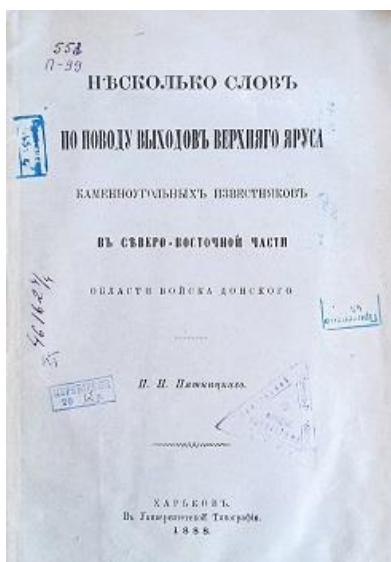 551
П-99
НѢСКОЛЬКО СЛОВЪ
ПО ПОВОДУ ВЫХОДОВЪ ВЕРХНЯГО ЯРУСА
КАМЕННОУГОЛЬНЫХЪ ИЗВЕСТНЯКОВЪ
ВЪ СѢВЕРО-ВОСТОЧНОЙ ЧАСТИ
ОБЛАСТИ ВОЙСКА ДОНСКОГО
П. П. Пятницкаго.
ХАРЬКОВЪ.
Въ Университетской Типографіи.
1888.